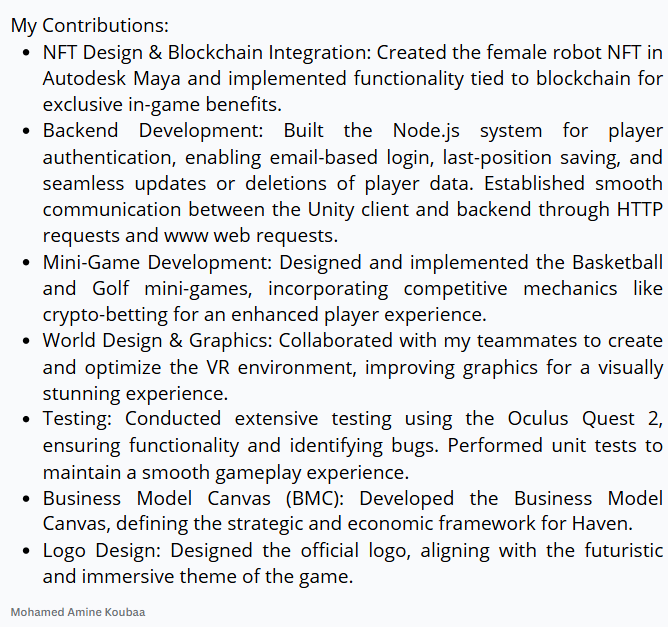 My Contributions:
• NFT Design & Blockchain Integration: Created the female robot NFT in
Autodesk Maya and implemented functionality tied to blockchain for
exclusive in-game benefits.
• Backend Development: Built the Node.js system for player
authentication, enabling email-based login, last-position saving, and
seamless updates or deletions of player data. Established smooth
communication between the Unity client and backend through HTTP
requests and www web requests.
• Mini-Game Development: Designed and implemented the Basketball
and Golf mini-games, incorporating competitive mechanics like
crypto-betting for an enhanced player experience.
• World Design & Graphics: Collaborated with my teammates to create
and optimize the VR environment, improving graphics for a visually
stunning experience.
• Testing: Conducted extensive testing using the Oculus Quest 2,
ensuring functionality and identifying bugs. Performed unit tests to
maintain a smooth gameplay experience.
• Business Model Canvas (BMC): Developed the Business Model
Canvas, defining the strategic and economic framework for Haven.
• Logo Design: Designed the official logo, aligning with the futuristic
and immersive theme of the game.
Mohamed Amine Koubaa